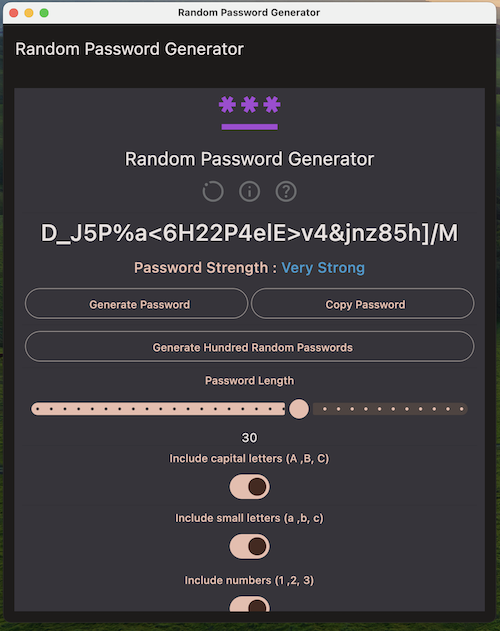 Random Password Generator
Random Password Generator
***
Random Password Generator
D_J5P%a<6H22P4elE>v4&jnz85h]/M
Password Strength : Very Strong
Generate Password
Copy Password
Generate Hundred Random Passwords
Password Length
30
Include capital letters (A ,B, C)
Include small letters (a ,b, c)
Include numbers (1 ,2, 3)